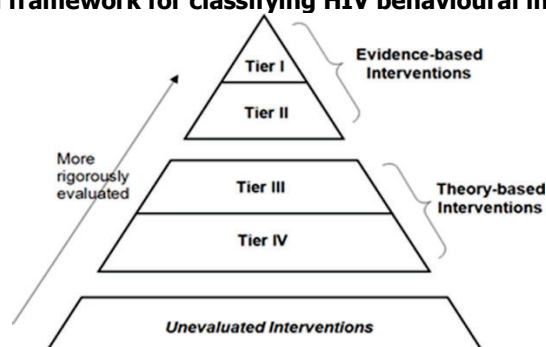 framework for classifying HIV behavioural in
Evidence-based
Interventions
Tier I
Tier II
More
rigorously
evaluated
Tier III
Theory-based
Interventions
Tier IV
Unevaluated Interventions